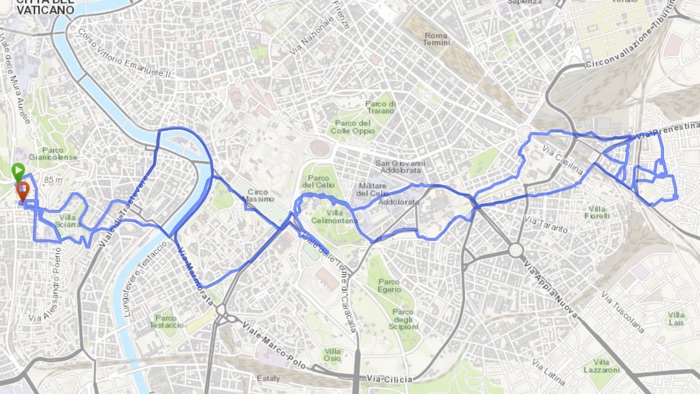 CITTÀ DEL
VATICANO
Viale delle Mura Aurelie
Corso Vittorio Emanuele II
Via Nazionale
Firenze
Roma
Termini
Sapienza
Circonvallazione Tiburtina
Via Prenestina
Parco
Gianicolense
85 m
Parco di
Traiano
Parco del
Colle Oppio
Via Casilina
San Giovanni
Addolorata
Parco
del Celio
Militare
del Celio
Addolorata
Circo
Massimo
Villa
Celimontana
Villa
Sciarra
Viale di Trastevere
Villa
Fiorelli
Via Taranto
Viale delle Terme di Caracalla
Lungotevere Testaccio
Via Marmorata
Via Alessandro Poerio
Parco
Egerio
Via Appia Nuova
Via Tuscolana
Parco
Testaccio
Parco
degli
Scipioni
Villa
Lais
Viale Marco Polo
Villa
Osio
Via Latina
Villa
Lazzaroni
Eataly
Via Cilicia